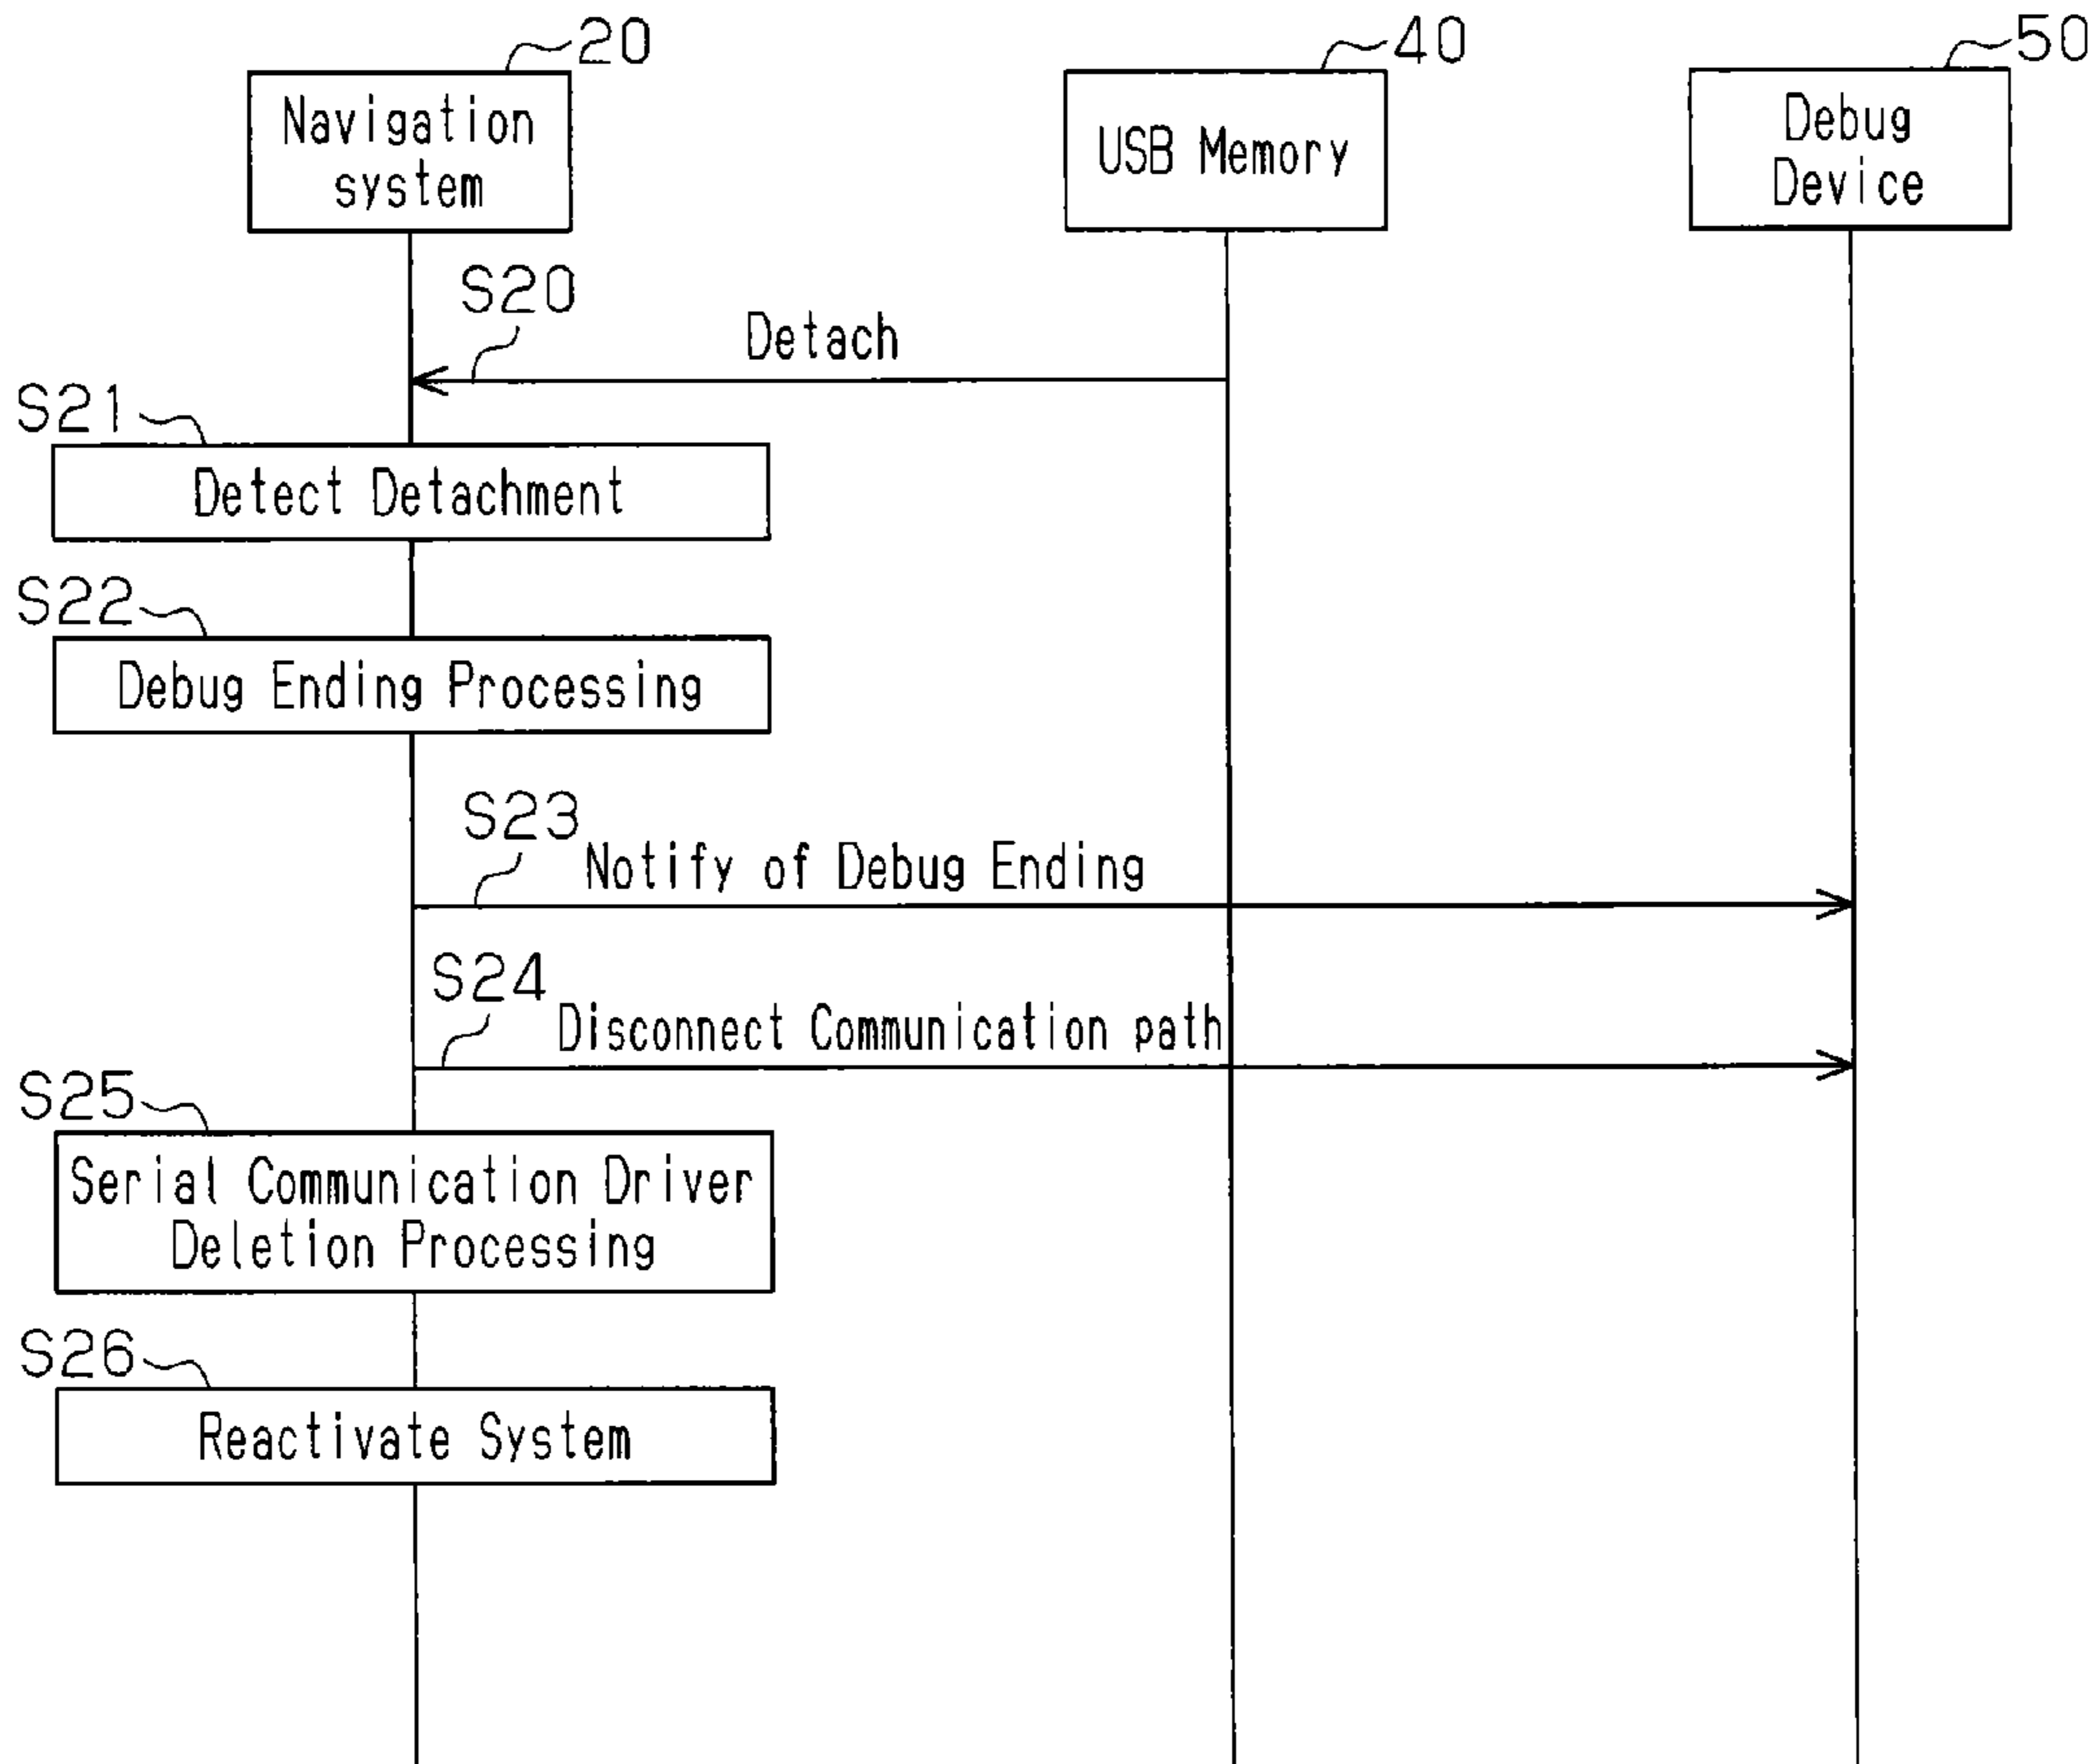 20
40
50
Navigation
system
USB Memory
Debug
Device
S20
Detach
S21
Detect Detachment
S22
Debug Ending Processing
S23
Notify of Debug Ending
S24
Disconnect Communication path
S25
Serial Communication Driver
Deletion Processing
S26
Reactivate System